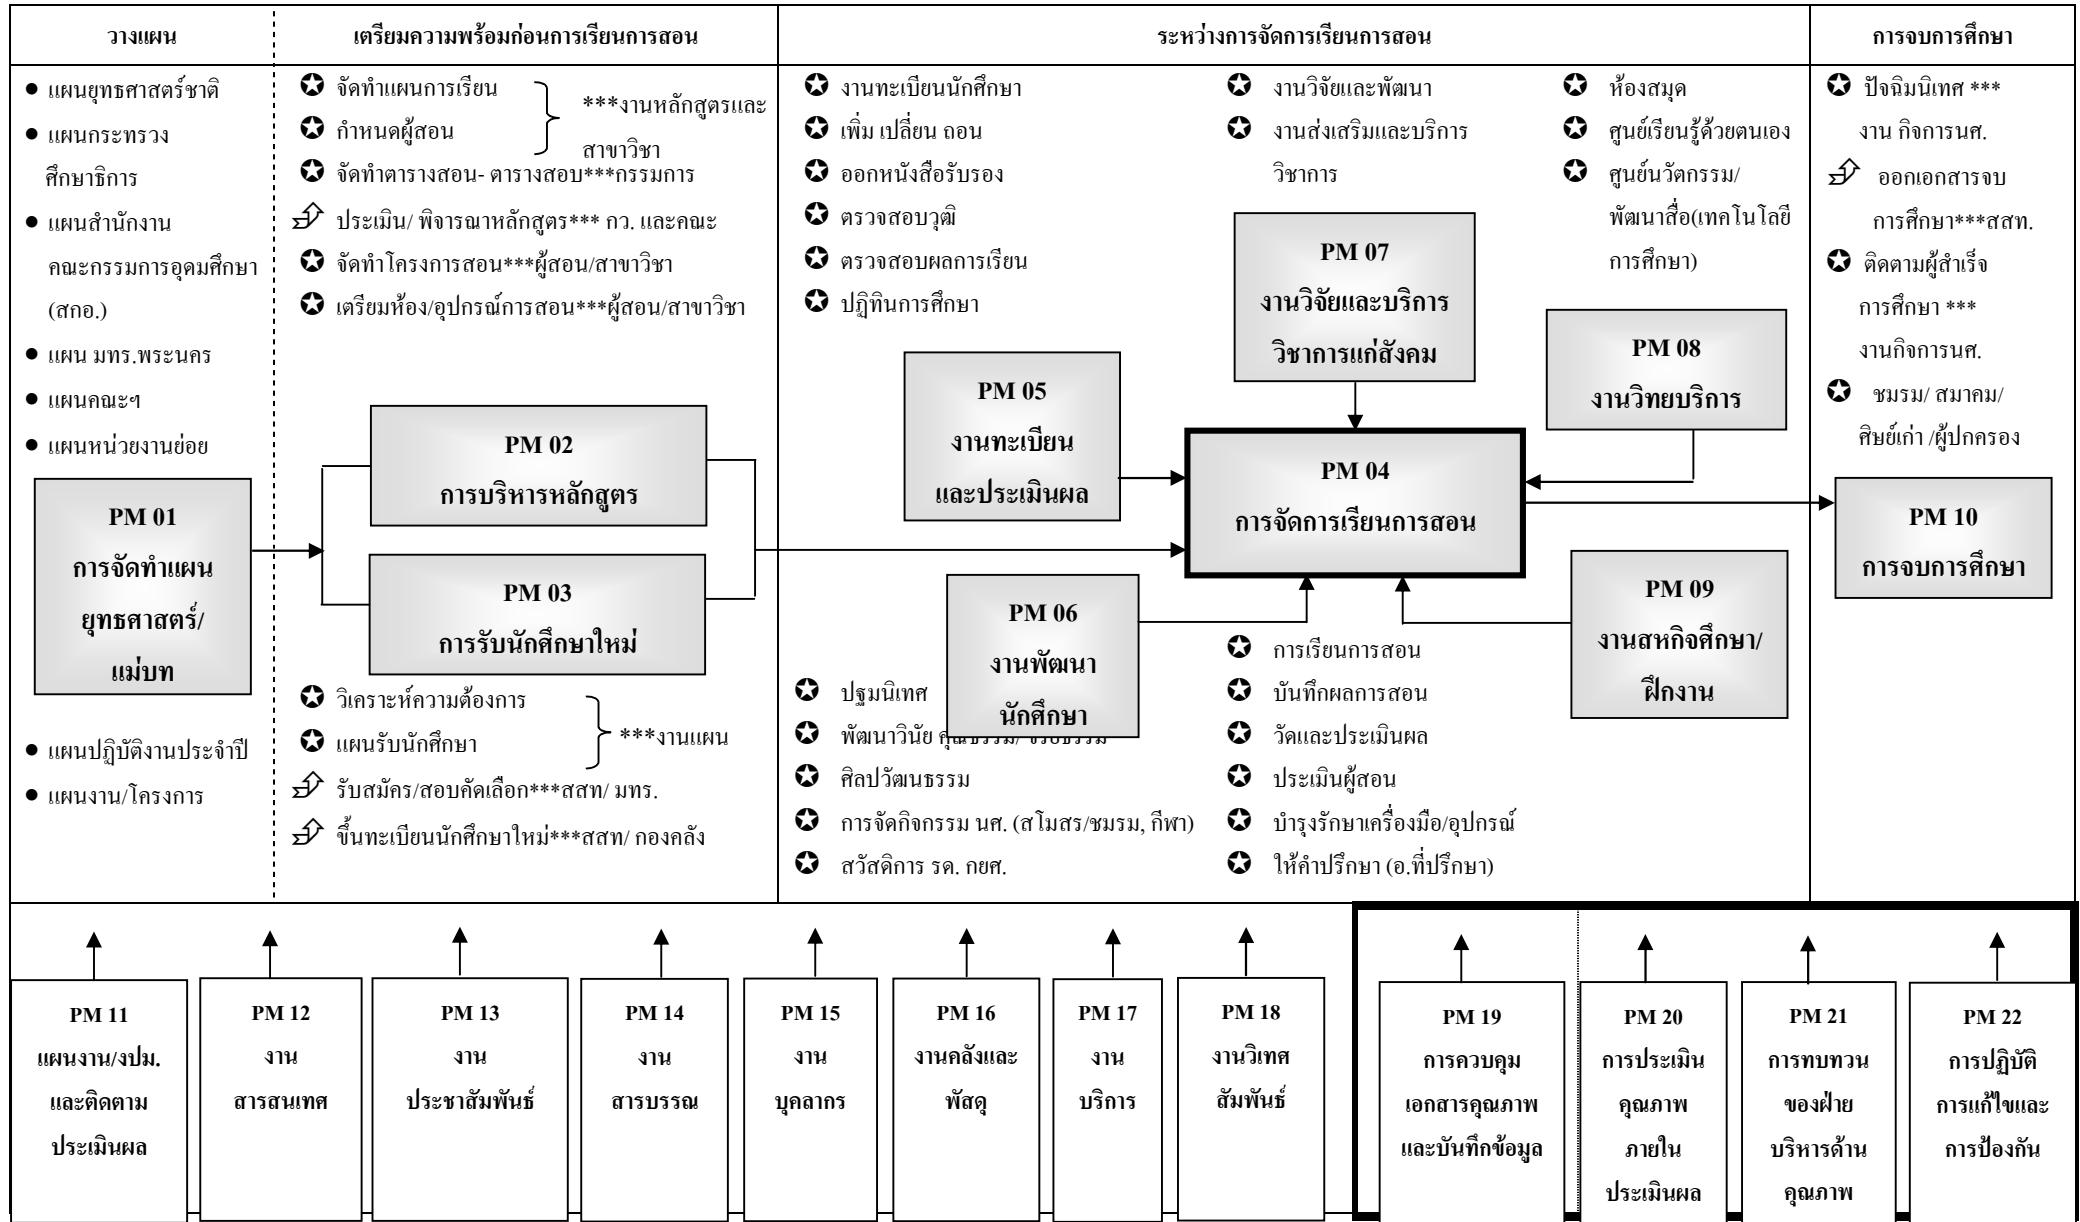 วางแผน
เตรียมความพร้อมก่อนการเรียนการสอน
ระหว่างการจัดการเรียนการสอน
การจบการศึกษา
แผนยุทธศาสตร์ชาติ
แผนกระทรวง
ศึกษาธิการ
แผนสำนักงาน
คณะกรรมการอุดมศึกษา
(สกอ.)
แผน มทร.พระนคร
แผนคณะฯ
แผนหน่วยงานย่อย
PM 01
การจัดทำแผน
ยุทธศาสตร์/
แม่บท
แผนปฏิบัติงานประจำปี
แผนงาน/โครงการ
จัดทำแผนการเรียน
กำหนดผู้สอน
***งานหลักสูตรและ
สาขาวิชา
จัดทำตารางสอน- ตารางสอบ***กรรมการ
ประเมิน/ พิจารณาหลักสูตร*** กว. และคณะ
จัดทำโครงการสอน***ผู้สอน/สาขาวิชา
เตรียมห้อง/อุปกรณ์การสอน***ผู้สอน/สาขาวิชา
PM 02
การบริหารหลักสูตร
PM 03
การรับนักศึกษาใหม่
วิเคราะห์ความต้องการ
แผนรับนักศึกษา
***งานแผน
รับสมัคร/สอบคัดเลือก***สสท/ มทร.
ขึ้นทะเบียนนักศึกษาใหม่***สสท/ กองคลัง
งานทะเบียนนักศึกษา
เพิ่ม เปลี่ยน ถอน
ออกหนังสือรับรอง
ตรวจสอบวุฒิ
ตรวจสอบผลการเรียน
ปฏิทินการศึกษา
งานวิจัยและพัฒนา
งานส่งเสริมและบริการ
วิชาการ
ห้องสมุด
ศูนย์เรียนรู้ด้วยตนเอง
ศูนย์นวัตกรรม/
พัฒนาสื่อ(เทคโนโลยี
การศึกษา)
PM 07
งานวิจัยและบริการ
วิชาการแก่สังคม
PM 08
งานวิทยบริการ
PM 05
งานทะเบียน
และประเมินผล
PM 04
การจัดการเรียนการสอน
PM 06
งานพัฒนา
นักศึกษา
PM 09
งานสหกิจศึกษา/
ฝึกงาน
ปฐมนิเทศ
พัฒนาวินัย
ศิลปวัฒนธรรม
การจัดกิจกรรม นศ. (สโมสร/ชมรม, กีฬา)
สวัสดิการ รด. กยศ.
การเรียนการสอน
บันทึกผลการสอน
วัดและประเมินผล
ประเมินผู้สอน
บำรุงรักษาเครื่องมือ/อุปกรณ์
ให้คำปรึกษา (อ.ที่ปรึกษา)
ปัจฉิมนิเทศ ***
งาน กิจการนศ.
ออกเอกสารจบ
การศึกษา***สสท.
ติดตามผู้สำเร็จ
การศึกษา ***
งานกิจการนศ.
ชมรม/ สมาคม/
ศิษย์เก่า /ผู้ปกครอง
PM 10
การจบการศึกษา
PM 11
แผนงาน/งปม.
และติดตาม
ประเมินผล
PM 12
งาน
สารสนเทศ
PM 13
งาน
ประชาสัมพันธ์
PM 14
งาน
สารบรรณ
PM 15
งาน
บุคลากร
PM 16
งานคลังและ
พัสดุ
PM 17
งาน
บริการ
PM 18
งานวิเทศ
สัมพันธ์
PM 19
การควบคุม
เอกสารคุณภาพ
และบันทึกข้อมูล
PM 20
การประเมิน
คุณภาพ
ภายใน
ประเมินผล
PM 21
การทบทวน
ของฝ่าย
บริหารด้าน
คุณภาพ
PM 22
การปฏิบัติ
การแก้ไขและ
การป้องกัน